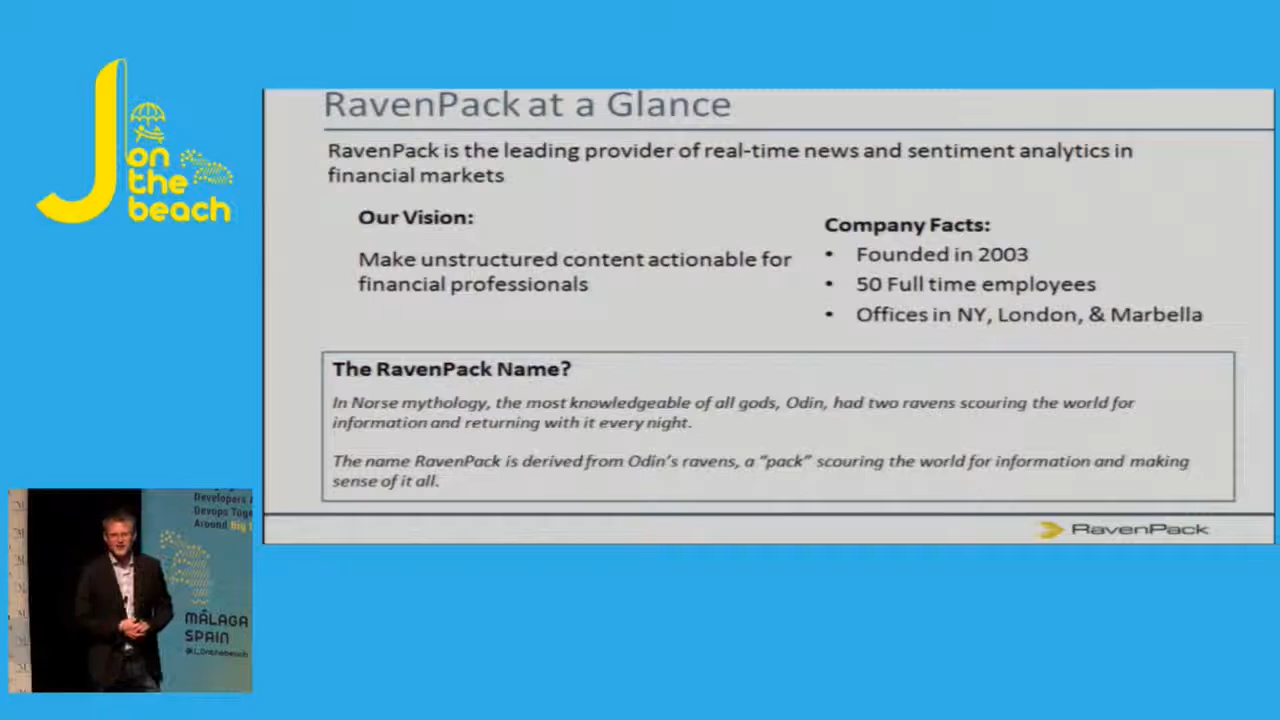 J
on
the
beach
RavenPack at a Glance
RavenPack is the leading provider of real-time news and sentiment analytics in
financial markets
Our Vision:
Make unstructured content actionable for
financial professionals
Company Facts:
• Founded in 2003
• 50 Full time employees
• Offices in NY, London, & Marbella
The RavenPack Name?
In Norse mythology, the most knowledgeable of all gods, Odin, had two ravens scouring the world for
information and returning with it every night.
The name RavenPack is derived from Odin's ravens, a “pack” scouring the world for information and making
sense of it all.
RavenPack
Developers
Devops
Around Big
MÁLAGA
SPAIN
@J_Onthebeach